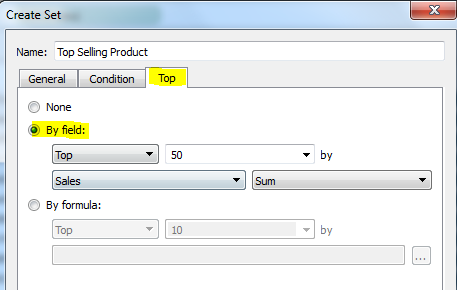 Create Set
Name: Top Selling Product
General Condition Top
None
By field:
Top 50 by
Sales Sum
By formula:
Top 10 by
...